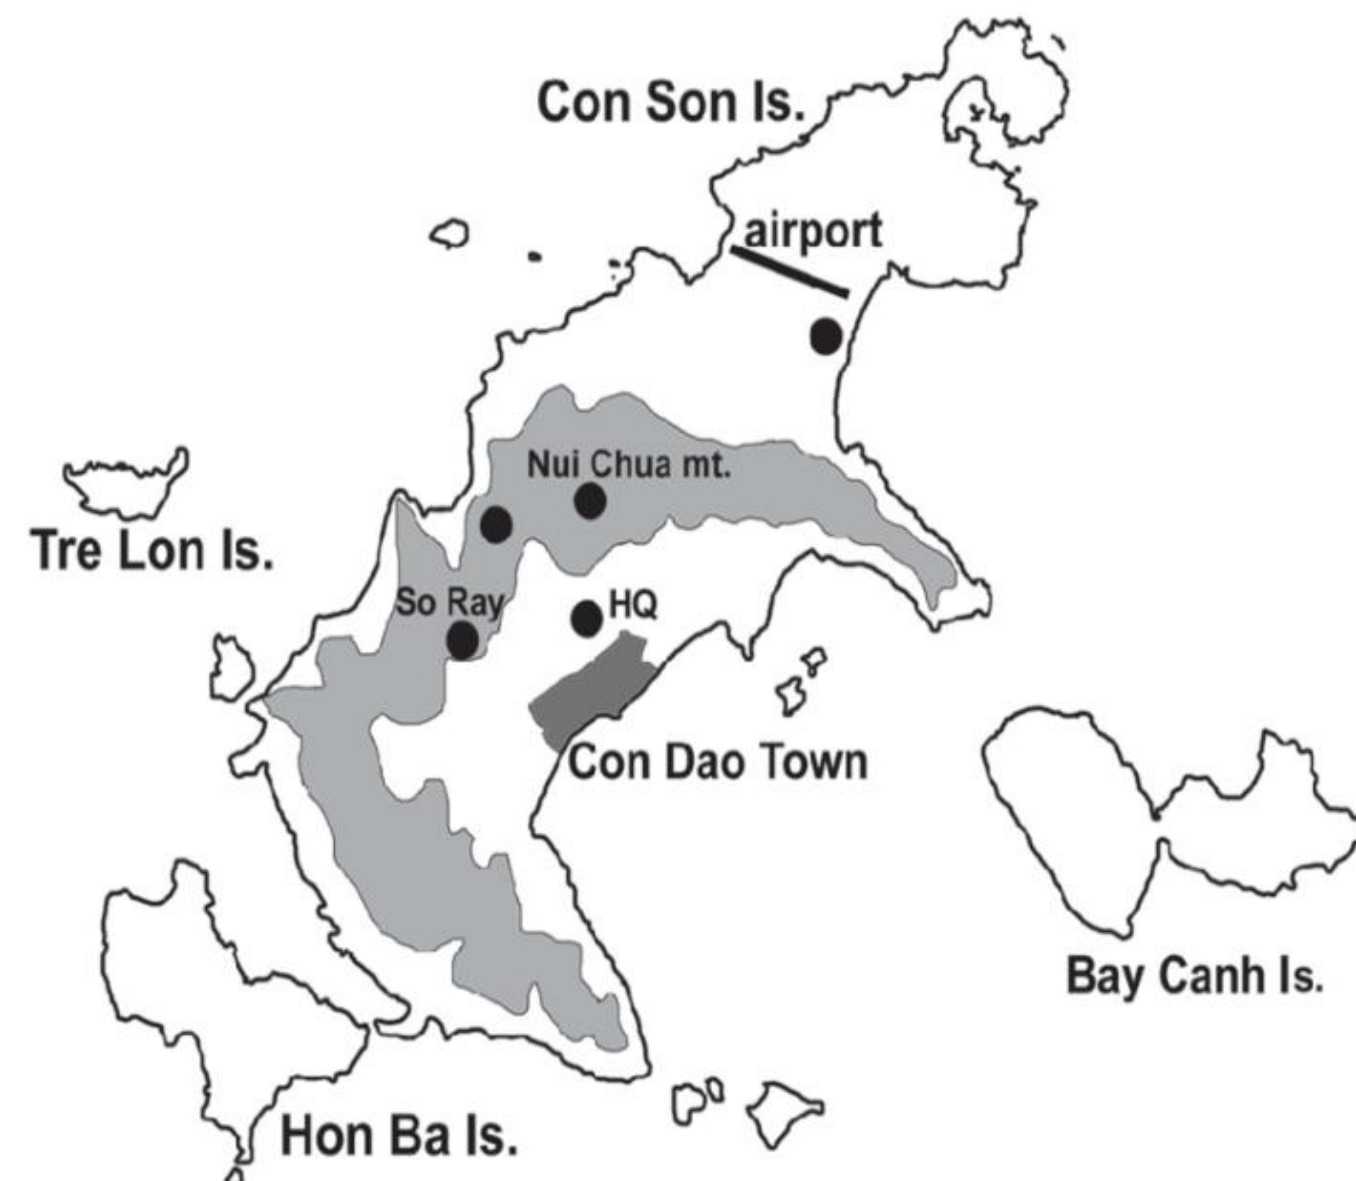 Con Son Is.
airport
Nui Chua mt.
Tre Lon Is.
So Ray
HQ
Con Dao Town
Bay Canh Is.
Hon Ba Is.